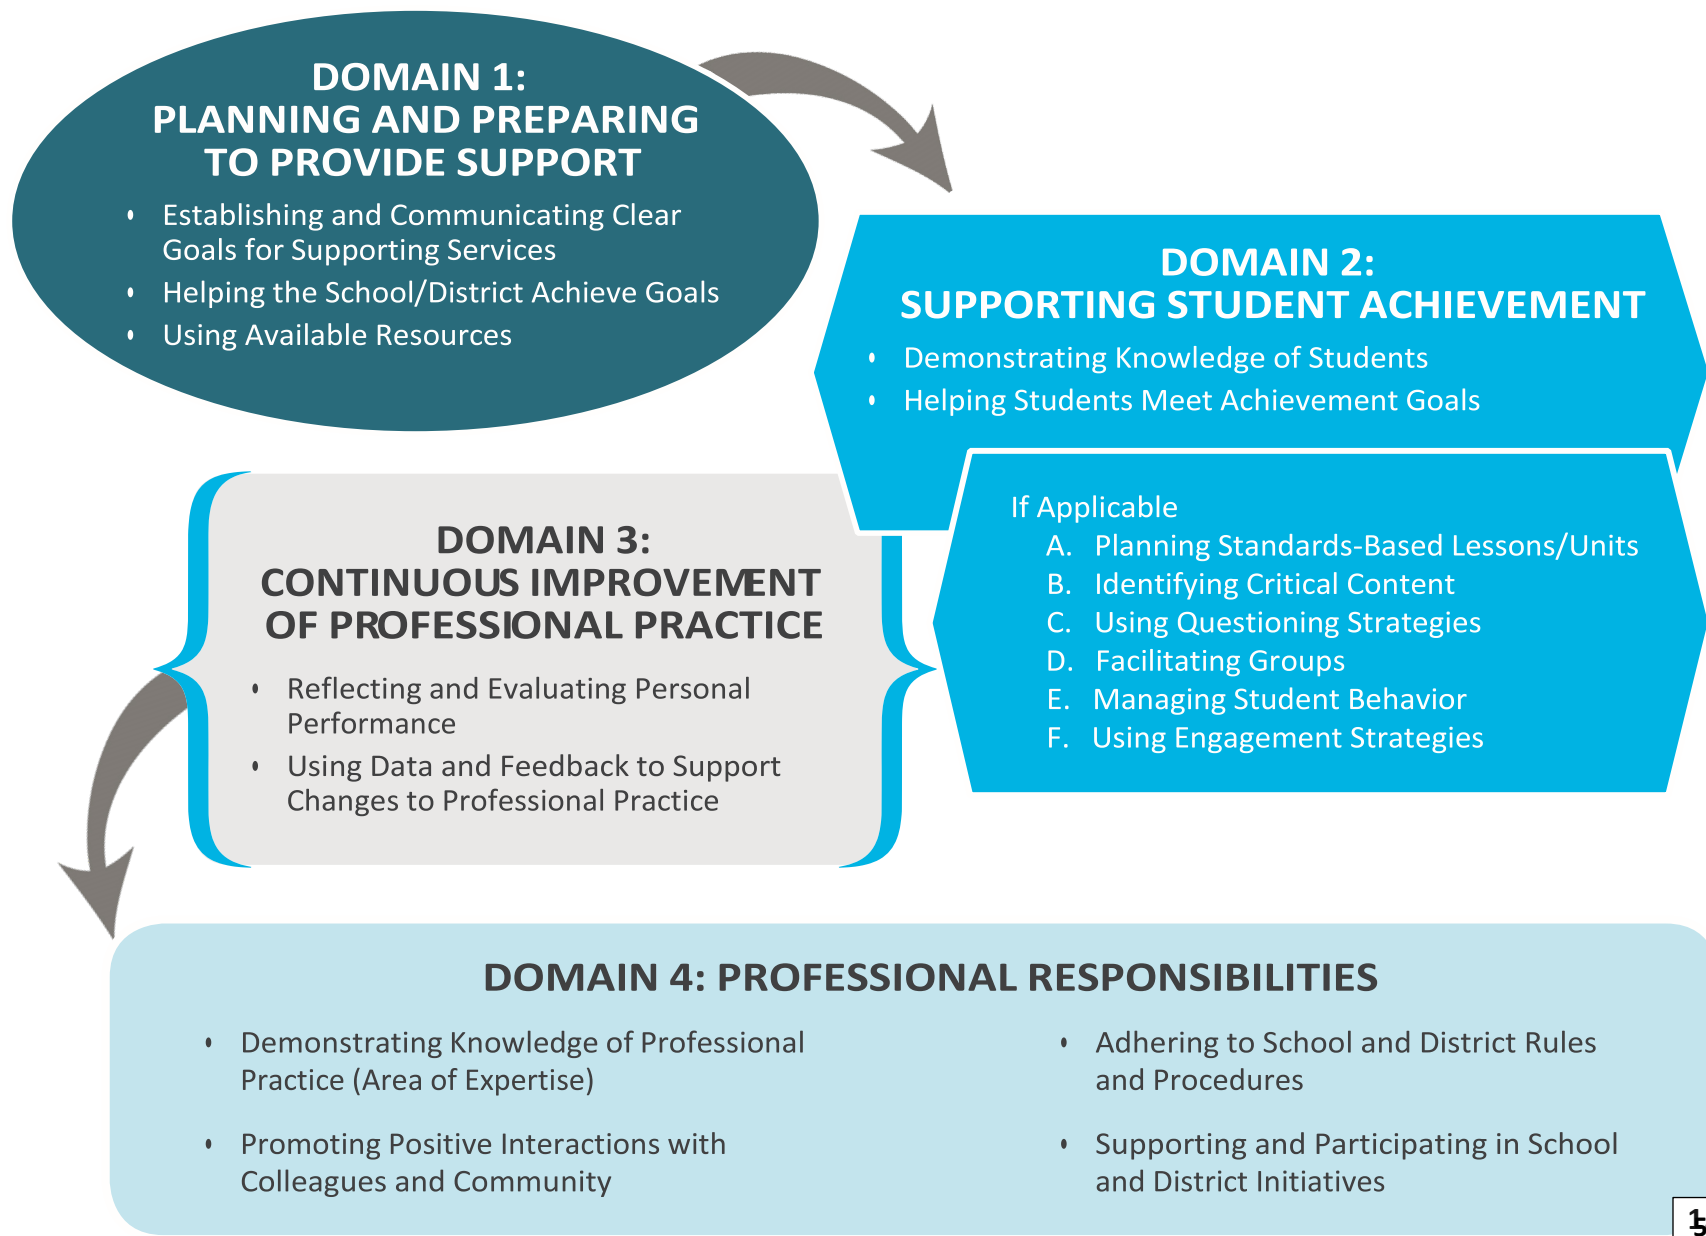 DOMAIN 1:
PLANNING AND PREPARING
TO PROVIDE SUPPORT
• Establishing and Communicating Clear
Goals for Supporting Services
• Helping the School/District Achieve Goals
• Using Available Resources
DOMAIN 2:
SUPPORTING STUDENT ACHIEVEMENT
• Demonstrating Knowledge of Students
• Helping Students Meet Achievement Goals
If Applicable
A. Planning Standards-Based Lessons/Units
B. Identifying Critical Content
C. Using Questioning Strategies
D. Facilitating Groups
E. Managing Student Behavior
F. Using Engagement Strategies
DOMAIN 3:
CONTINUOUS IMPROVEMENT
OF PROFESSIONAL PRACTICE
• Reflecting and Evaluating Personal
Performance
• Using Data and Feedback to Support
Changes to Professional Practice
DOMAIN 4: PROFESSIONAL RESPONSIBILITIES
• Demonstrating Knowledge of Professional
Practice (Area of Expertise)
• Promoting Positive Interactions with
Colleagues and Community
• Adhering to School and District Rules
and Procedures
• Supporting and Participating in School
and District Initiatives